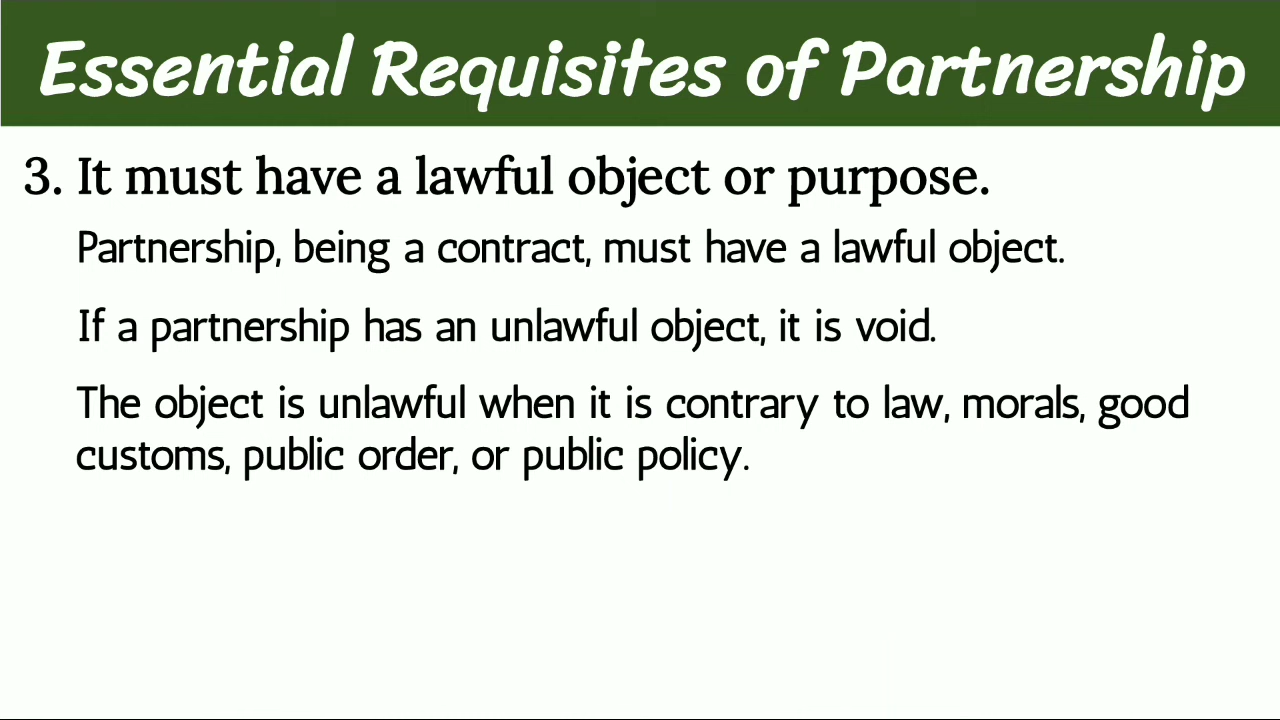 Essential Requisites of Partnership
3. It must have a lawful object or purpose.
Partnership, being a contract, must have a lawful object.
If a partnership has an unlawful object, it is void.
The object is unlawful when it is contrary to law, morals, good
customs, public order, or public policy.